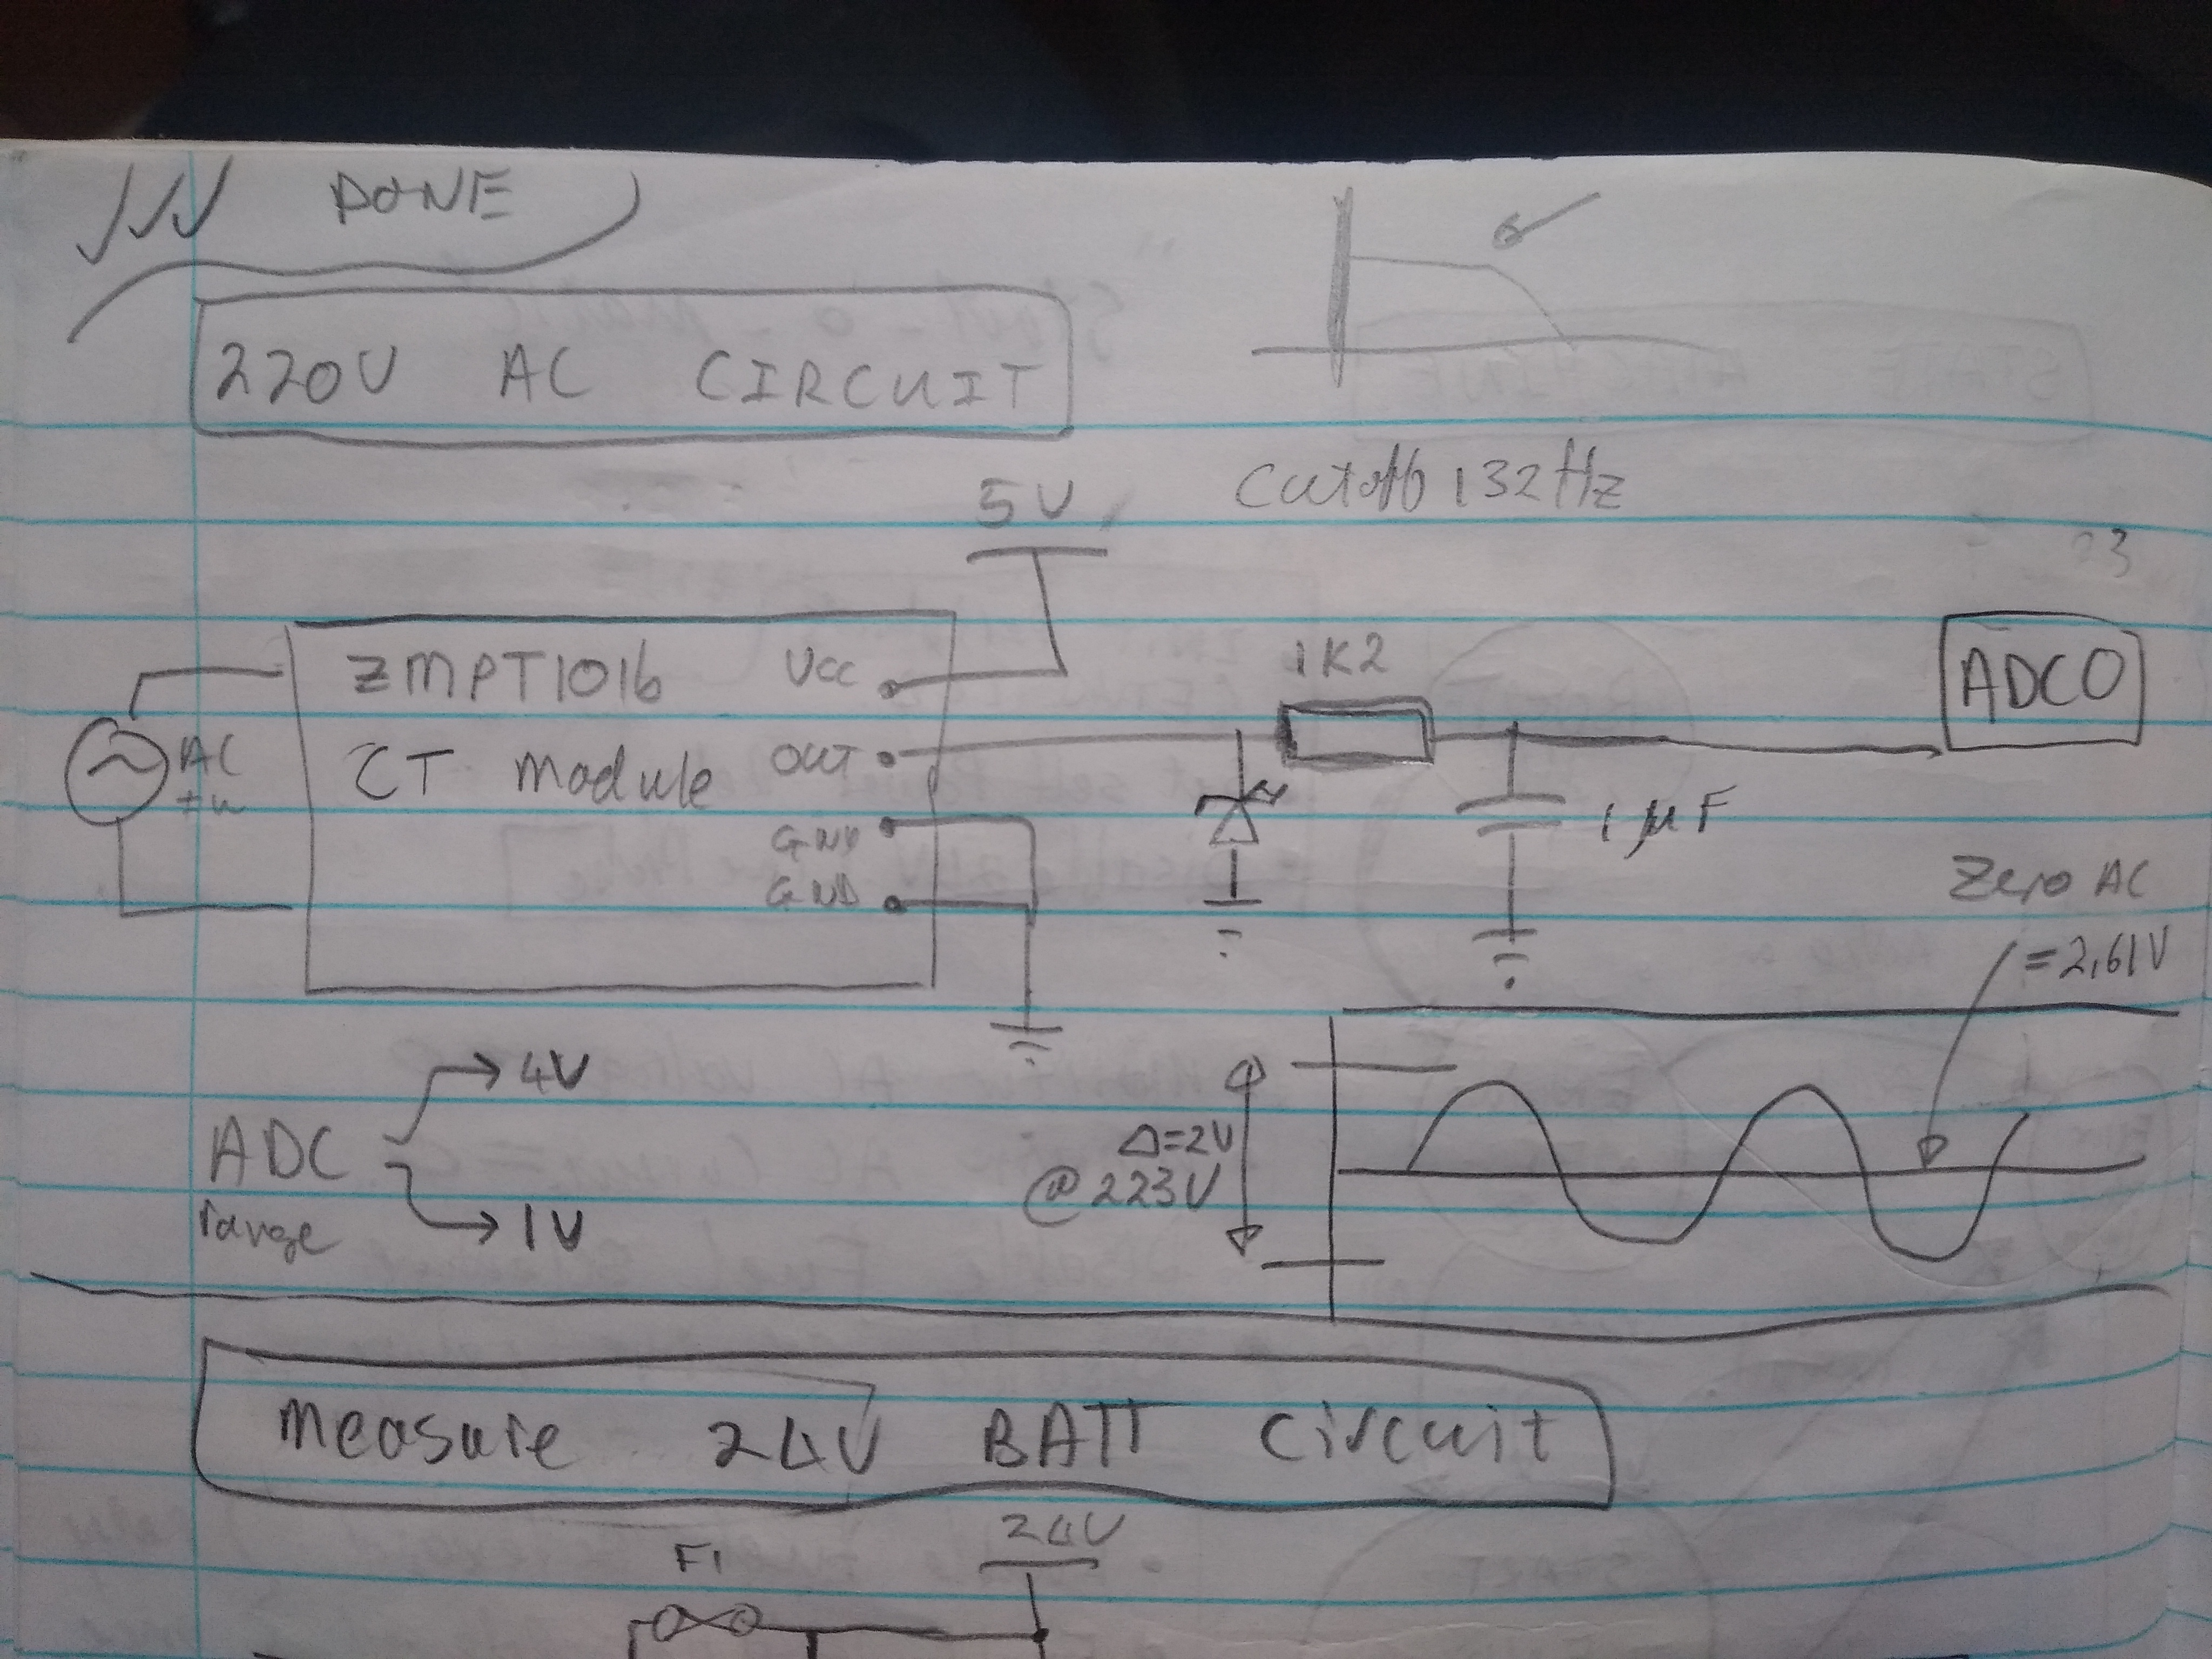 DONE
220V AC CIRCUIT
Cutoff 132Hz
5V
ZMPT101b
CT module
VCC
OUT
GND
GND
AC
1K2
ADC0
1µF
Zero AC
=2,61V
ADC
range
4V
1V
Δ=2V
@223V
measure 24V BATT circuit
F1
24V